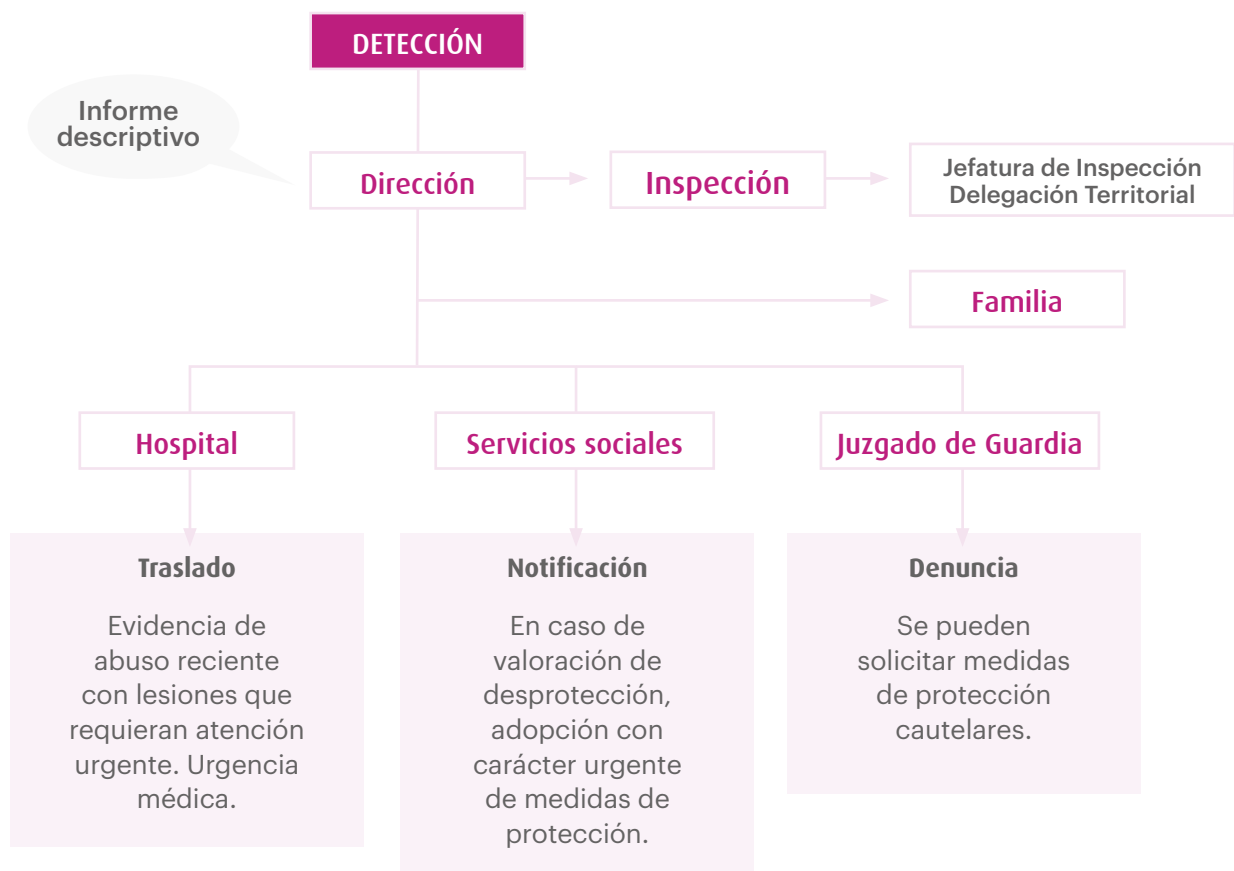 DETECCIÓN
Informe
descriptivo
Dirección
Inspección
Jefatura de Inspección
Delegación Territorial
Familia
Hospital
Servicios sociales
Juzgado de Guardia
Traslado
Evidencia de
abuso reciente
con lesiones que
requieran atención
urgente. Urgencia
médica.
Notificación
En caso de
valoración de
desprotección,
adopción con
carácter urgente
de medidas de
protección.
Denuncia
Se pueden
solicitar medidas
de protección
cautelares.